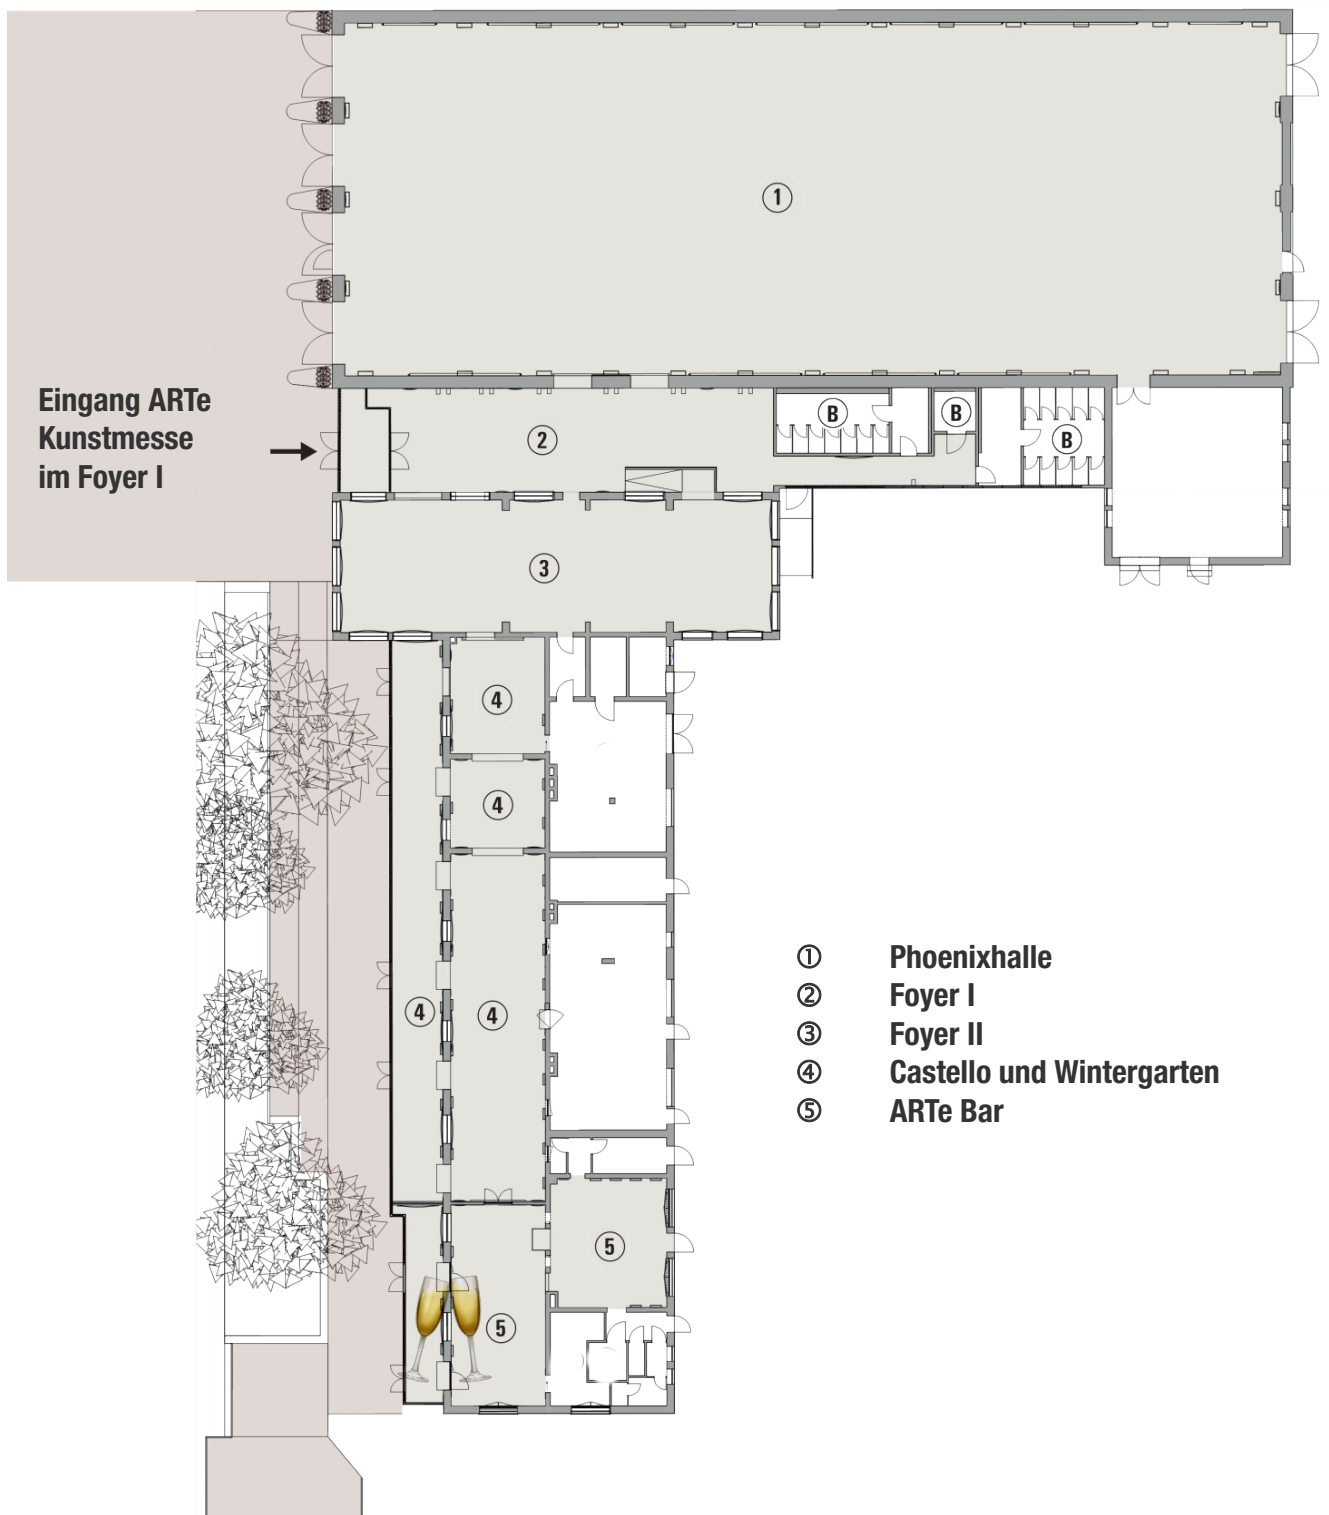 1
Eingang ARTe
Kunstmesse
im Foyer I
2
B
B
B
3
4
4
4
4
① Phoenixhalle
② Foyer I
③ Foyer II
④ Castello und Wintergarten
⑤ ARTe Bar
5
5